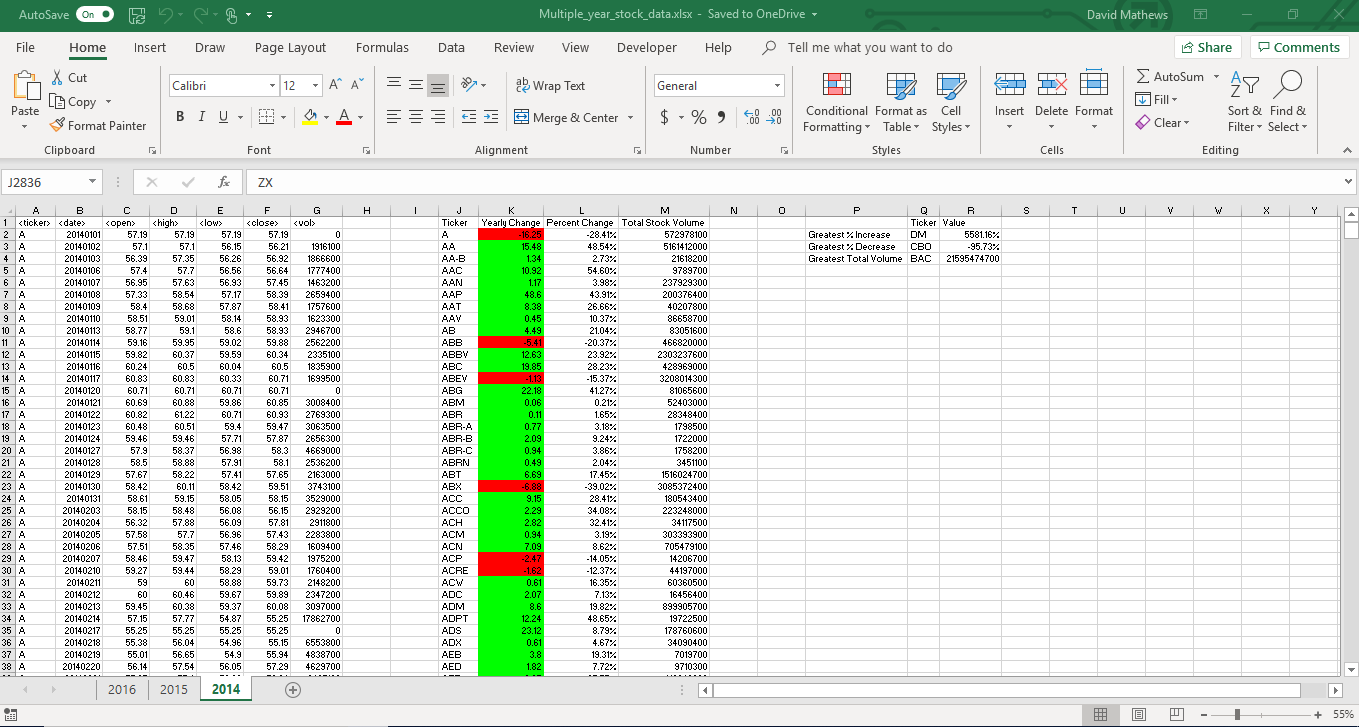 AutoSave On Multiple_year_stock_data.xlsx - Saved to OneDrive David Mathews
File Home Insert Draw Page Layout Formulas Data Review View Developer Help Tell me what you want to do Share Comments
Paste Cut Copy Format Painter Calibri 12 Wrap Text Merge & Center General Conditional Formatting Format as Table Cell Styles Insert Delete Format AutoSum Fill Clear Sort & Filter Find & Select
Clipboard Font Alignment Number Styles Cells Editing
J2836 fx ZX
A B C D E F G H I J K L M N O P Q R S T U V W X Y
1 <ticker> <date> <open> <high> <low> <close> <vol> Ticker Yearly Change Percent Change Total Stock Volume Ticker Value
2 A 20140101 57.19 57.19 57.19 57.19 0 A -16.25 -28.41% 572978100 Greatest % Increase DM 5581.16%
3 A 20140102 57.1 57.1 56.15 56.21 1916100 AA 15.48 48.54% 5161412000 Greatest % Decrease CBO -95.73%
4 A 20140103 56.39 57.35 56.26 56.92 1866600 AA-B 1.34 2.73% 21618200 Greatest Total Volume BAC 21595474700
5 A 20140106 57.4 57.7 56.56 56.64 1777400 AAC 10.92 54.60% 9789700
6 A 20140107 56.95 57.63 56.93 57.45 1463200 AAN 1.17 3.98% 237929300
7 A 20140108 57.33 58.54 57.17 58.39 2659400 AAP 48.6 43.91% 200376400
8 A 20140109 58.4 58.68 57.87 58.41 1757600 AAT 8.38 26.66% 40207800
9 A 20140110 58.51 59.01 58.14 58.93 1623300 AAV 0.45 10.37% 86658700
10 A 20140113 58.77 59.1 58.6 58.93 2946700 AB 4.49 21.04% 83051600
11 A 20140114 59.16 59.95 59.02 59.88 2562200 ABB -5.41 -20.37% 466820000
12 A 20140115 59.82 60.37 59.59 60.34 2335100 ABBV 12.63 23.92% 2303237600
13 A 20140116 60.24 60.5 60.04 60.5 1835900 ABC 19.85 28.23% 428969000
14 A 20140117 60.83 60.83 60.33 60.71 1699500 ABEV -1.13 -15.37% 3208014300
15 A 20140120 60.71 60.71 60.71 60.71 0 ABG 22.18 41.27% 81065600
16 A 20140121 60.69 60.88 59.86 60.85 3008400 ABM 0.06 0.21% 52403000
17 A 20140122 60.82 61.22 60.71 60.93 2769300 ABR 0.11 1.65% 28348400
18 A 20140123 60.48 60.51 59.4 59.47 3063500 ABR-A 0.77 3.18% 1798500
19 A 20140124 59.46 59.46 57.71 57.87 2656300 ABR-B 2.09 9.24% 1722000
20 A 20140127 57.9 58.37 56.98 58.3 4669000 ABR-C 0.94 3.86% 1758200
21 A 20140128 58.5 58.88 57.91 58.1 2536200 ABRN 0.49 2.04% 3451100
22 A 20140129 57.67 58.22 57.41 57.65 2163000 ABT 6.69 17.45% 1516024700
23 A 20140130 58.42 60.11 58.42 59.51 3743100 ABX -6.88 -39.02% 3085372400
24 A 20140131 58.61 59.15 58.05 58.15 3529000 ACC 9.15 28.41% 180543400
25 A 20140203 58.15 58.48 56.08 56.15 2929200 ACCO 2.29 34.08% 223248000
26 A 20140204 56.32 57.88 56.09 57.81 2911800 ACH 2.82 32.41% 34117500
27 A 20140205 57.58 57.7 56.96 57.43 2283800 ACM 0.94 3.19% 303393900
28 A 20140206 57.51 58.35 57.46 58.29 1609400 ACN 7.09 8.62% 705479100
29 A 20140207 58.46 59.47 58.13 59.42 1975200 ACP -2.47 -14.05% 14206700
30 A 20140210 59.27 59.44 58.29 59.01 1760400 ACRE -1.62 -12.37% 44197000
31 A 20140211 59 60 58.88 59.73 2148200 ACW 0.61 16.35% 60360500
32 A 20140212 60 60.46 59.67 59.89 2347200 ADC 2.07 7.13% 16456400
33 A 20140213 59.45 60.38 59.37 60.08 3097000 ADM 8.6 19.82% 899905700
34 A 20140214 57.15 57.77 54.87 55.25 17862700 ADPT 12.24 48.65% 19722500
35 A 20140217 55.25 55.25 55.25 55.25 0 ADS 23.12 8.79% 178760600
36 A 20140218 55.38 56.04 54.96 55.15 6553800 ADX 0.61 4.67% 34090400
37 A 20140219 55.01 56.65 54.9 55.94 4838700 AEB 3.8 19.31% 7019700
38 A 20140220 56.14 57.54 56.05 57.29 4629700 AED 1.82 7.72% 9710300
2016 2015 2014
55%